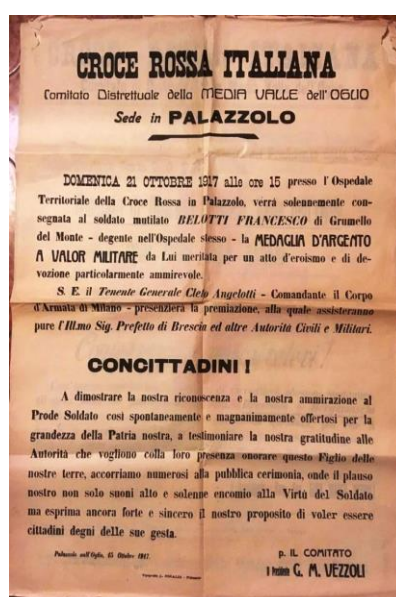 CROCE ROSSA ITALIANA
Comitato Distrettuale della MEDIA VALLE dell'OGLIO
Sede in PALAZZOLO
DOMENICA 21 OTTOBRE 1917 alle ore 15 presso l'Ospedale
Territoriale della Croce Rossa in Palazzolo, verrà solennemente con-
segnata al soldato mutilato BELOTTI FRANCESCO di Grumello
del Monte - degente nell'Ospedale stesso - la MEDAGLIA D'ARGENTO
A VALOR MILITARE da Lui meritata per un atto d'eroismo e di de-
vozione particolarmente ammirevole.
S. E. il Tenente Generale Cleto Angelotti - Comandante il Corpo
d'Armata di Milano - presenzierà la premiazione, alla quale assisteranno
pure l'Ill.mo Sig. Prefetto di Brescia ed altre Autorità Civili e Militari.
CONCITTADINI !
A dimostrare la nostra riconoscenza e la nostra ammirazione al
Prode Soldato così spontaneamente e magnanimamente offertosi per la
grandezza della Patria nostra, a testimoniare la nostra gratitudine alle
Autorità che vogliono colla loro presenza onorare questo Figlio delle
nostre terre, accorriamo numerosi alla pubblica cerimonia, onde il plauso
nostro non solo suoni alto e solenne encomio alla Virtù del Soldato
ma esprima ancora forte e sincero il nostro proposito di voler essere
cittadini degni delle sue gesta.
Palazzolo sull'Oglio, 15 Ottobre 1917.
p. IL COMITATO
Il Presidente G. M. VEZZOLI